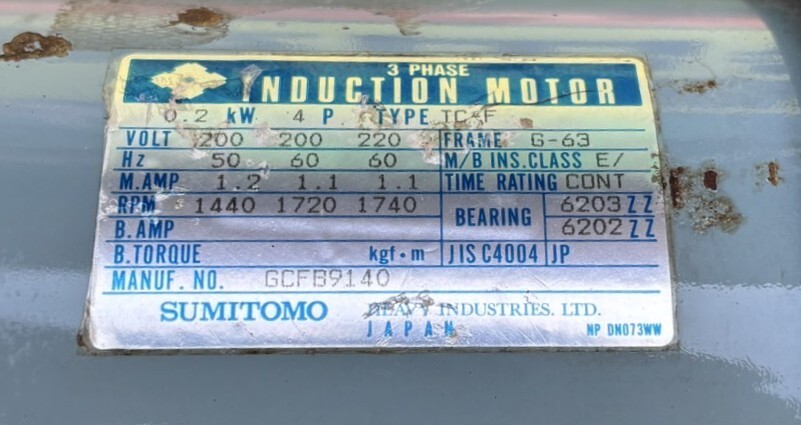 3 PHASE
INDUCTION MOTOR
0.2 kW 4 P TYPE TC-F
VOLT 200 200 220 FRAME G-63
Hz 50 60 60 M/B INS.CLASS E/
M.AMP 1.2 1.1 1.1 TIME RATING CONT
RPM 1440 1720 1740 BEARING 6203ZZ
B.AMP 6202ZZ
B.TORQUE kgf·m JIS C4004 JP
MANUF. NO. GCFB9140
SUMITOMO HEAVY INDUSTRIES. LTD.
JAPAN NP DN073WW